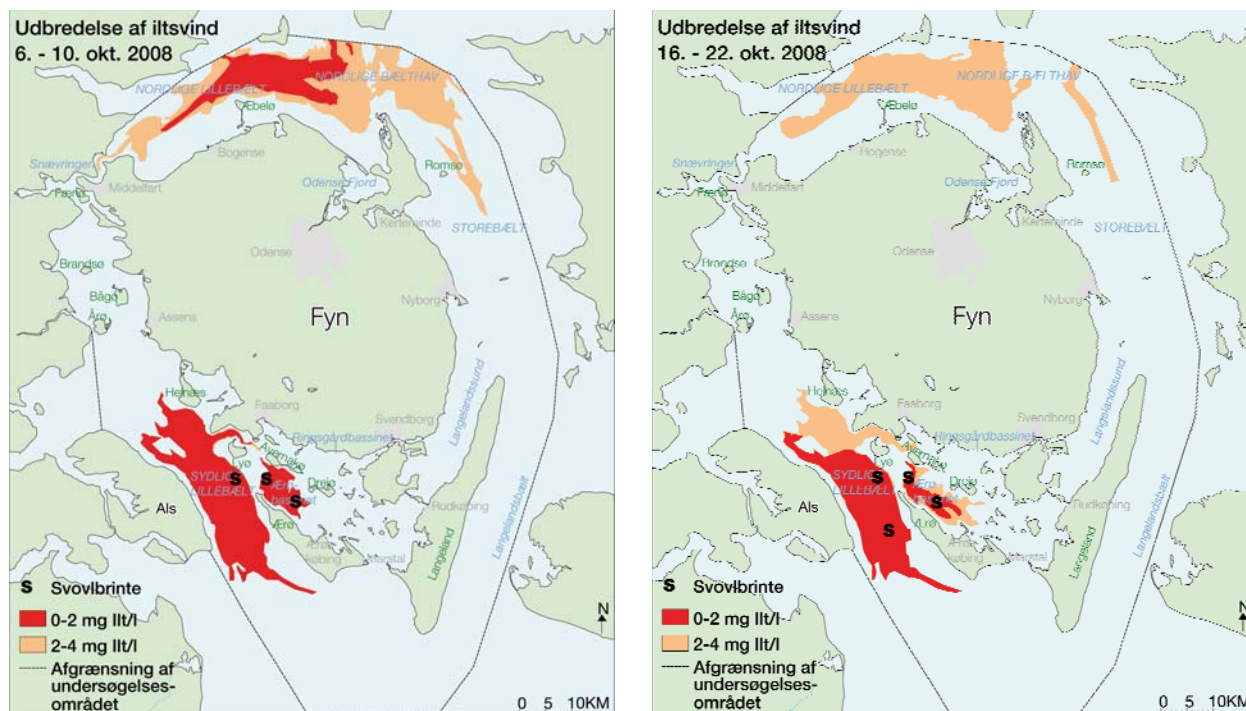 Udbredelse af iltsvind
6. - 10. okt. 2008
NORDLIGE BÆLTHAV
NORDLIGE LILLEBÆLT
Æbelø
Bogense
Snævringen
Romsø
Middelfart
Fænø
Odense Fjord
Kerteminde
STOREBÆLT
Odense
Brandsø
Bågø
Årø
Assens
Nyborg
Fyn
Helnæs
Faaborg
Svendborg
Ringsgårdbassinet
Langelandssund
Avernakø
Lyø
SYDLIGE
LILLEBÆLT
Drejø
Als
Ærø
Rudkøbing
Langeland
Langelandsbælt
købing
Marstal
S
S
S
S Svovlbrinte
0-2 mg Ilt/l
2-4 mg Ilt/l
Afgrænsning af
undersøgelses-
området
N
0 5 10KM
Udbredelse af iltsvind
16. - 22. okt. 2008
NORDLIGE BÆLTHAV
NORDLIGE LILLEBÆLT
Æbelø
Bogense
Snævringen
Romsø
Middelfart
Fænø
Odense Fjord
Kerteminde
STOREBÆLT
Odense
Brandsø
Bågø
Årø
Assens
Nyborg
Fyn
Helnæs
Faaborg
Svendborg
Ringsgårdbassinet
Langelandssund
Avernakø
Lyø
SYDLIGE
LILLEBÆLT
Drejø
Als
Ærø
Rudkøbing
Langeland
Langelandsbælt
købing
Marstal
S
S
S
S
S Svovlbrinte
0-2 mg Ilt/l
2-4 mg Ilt/l
Afgrænsning af
undersøgelses-
området
N
0 5 10KM